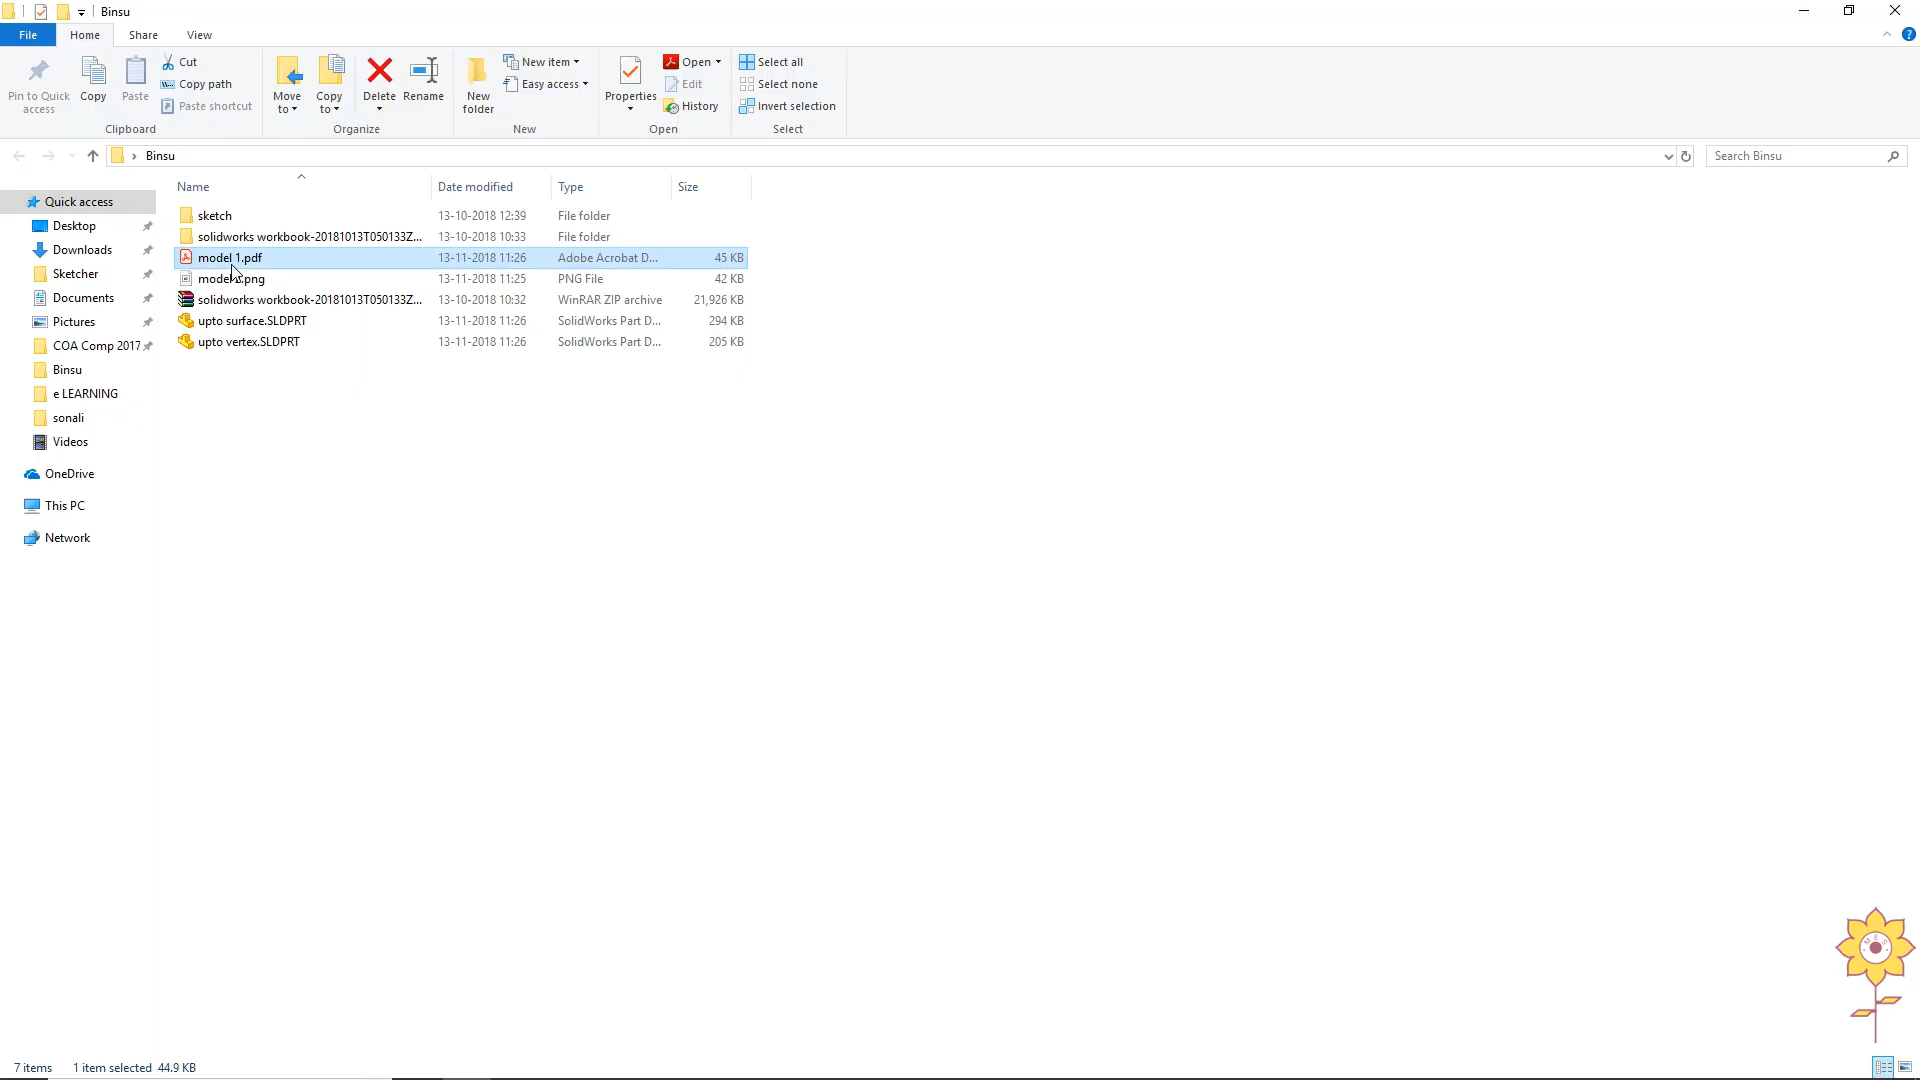 Binsu
File Home Share View
Pin to Quick access
Copy
Paste
Cut
Copy path
Paste shortcut
Clipboard
Move to
Copy to
Delete
Rename
Organize
New folder
New item
Easy access
New
Properties
Open
Edit
History
Open
Select all
Select none
Invert selection
Select
Binsu
Search Binsu
Name Date modified Type Size
Quick access
Desktop
Downloads
Sketcher
Documents
Pictures
COA Comp 2017
Binsu
e LEARNING
sonali
Videos
OneDrive
This PC
Network
sketch 13-10-2018 12:39 File folder
solidworks workbook-20181013T050133Z... 13-10-2018 10:33 File folder
model 1.pdf 13-11-2018 11:26 Adobe Acrobat D... 45 KB
model .png 13-11-2018 11:25 PNG File 42 KB
solidworks workbook-20181013T050133Z... 13-10-2018 10:32 WinRAR ZIP archive 21,926 KB
upto surface.SLDPRT 13-11-2018 11:26 SolidWorks Part D... 294 KB
upto vertex.SLDPRT 13-11-2018 11:26 SolidWorks Part D... 205 KB
MES
7 items 1 item selected 44.9 KB